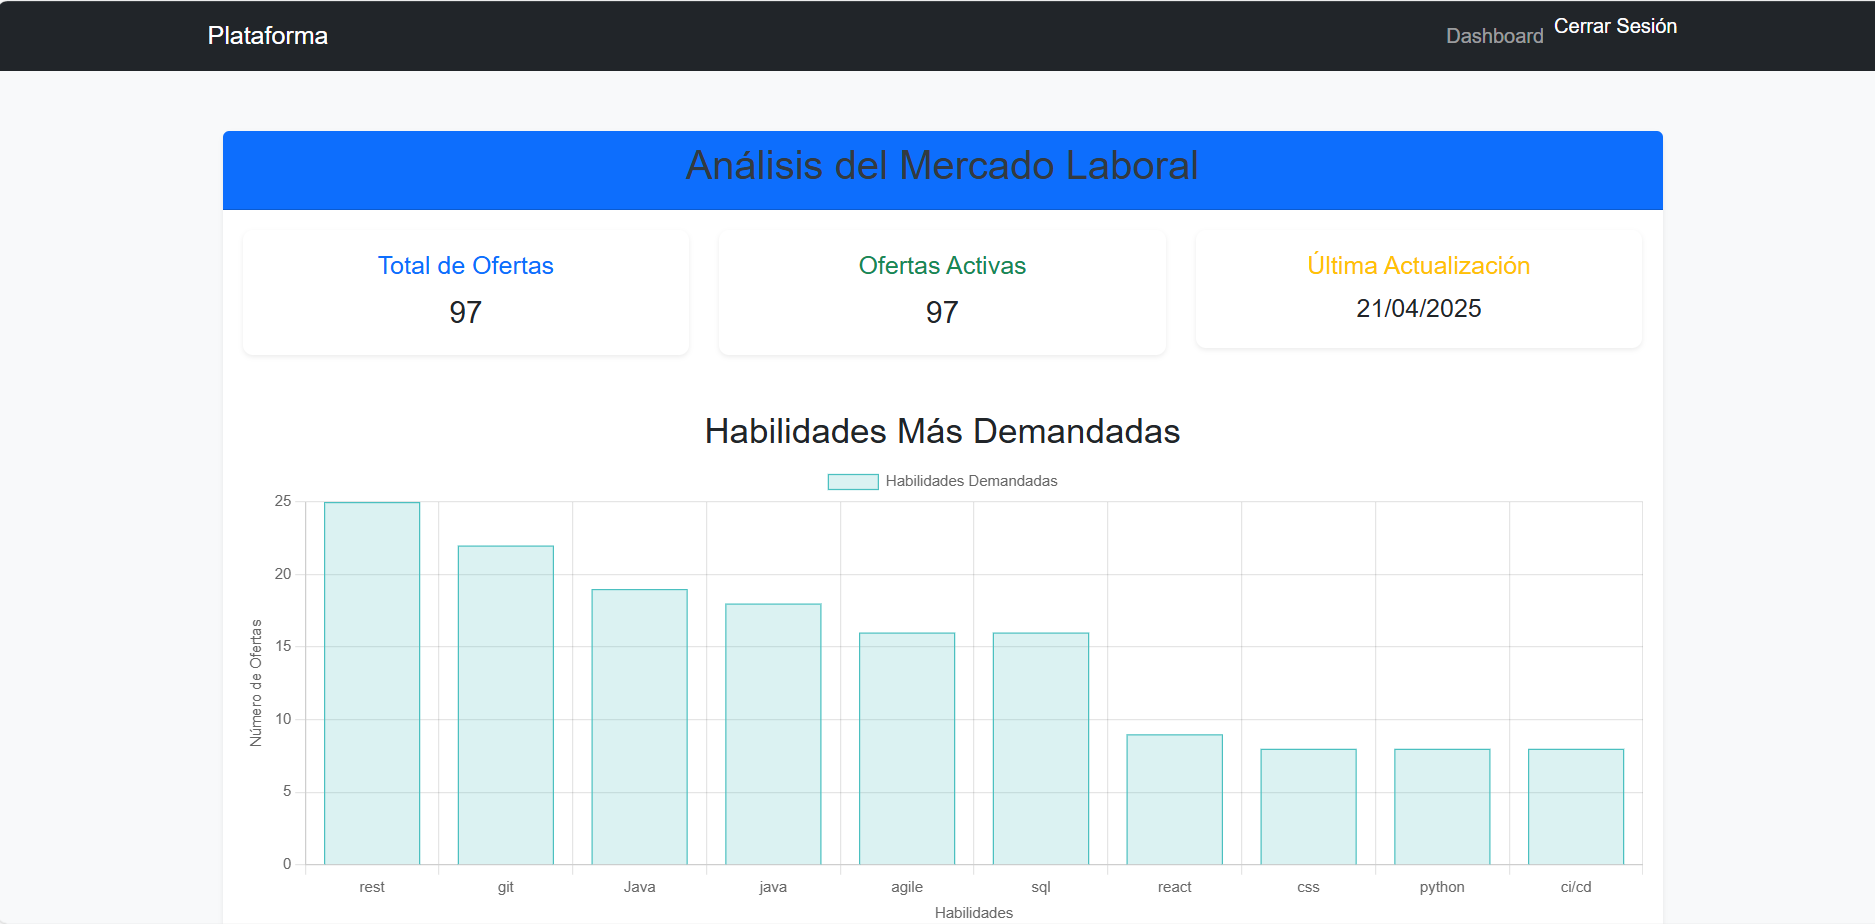 Plataforma
Dashboard Cerrar Sesión
Análisis del Mercado Laboral
Total de Ofertas
97
Ofertas Activas
97
Última Actualización
21/04/2025
Habilidades Más Demandadas
Habilidades Demandadas
Número de Ofertas
25
20
15
10
5
0
rest git Java java agile sql react css python ci/cd
Habilidades